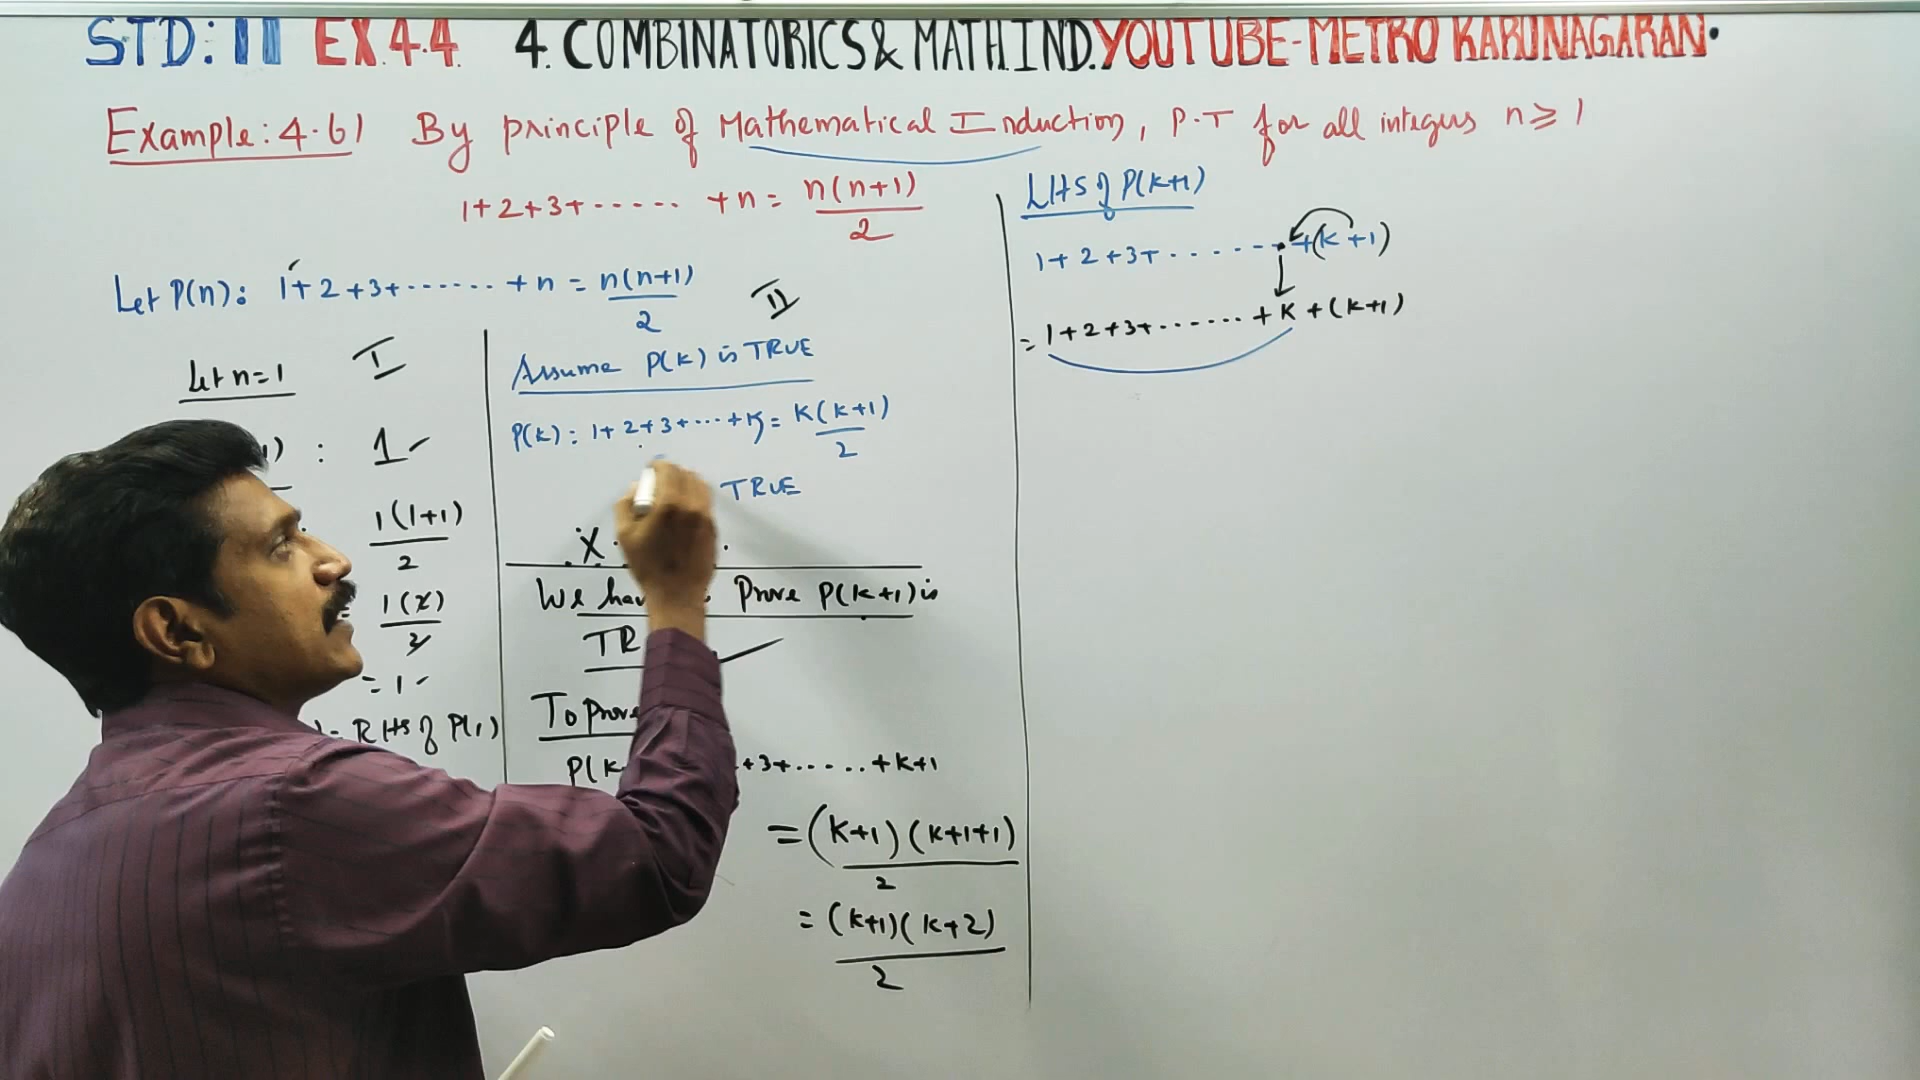 STD: 11 EX 4.4. 4. COMBINATORICS & MATH.IND. YOUTUBE-METRO KARUNAGARAN.
Example: 4.61 By principle of Mathematical Induction, P.T for all integers n ≥ 1
1+2+3+...... +n = n(n+1)/2
Let P(n): 1+2+3+...... +n = n(n+1)/2
I
Let n=1
) : 1
1(1+1)/2
1(2)/2
= 1
= RHS of P(1)
II
Assume P(k) is TRUE
P(k): 1+2+3+...+k = k(k+1)/2
TRUE
We Prove P(k+1) is
To prove
+3+......+k+1
= (k+1)(k+1+1)/2
= (k+1)(k+2)/2
LHS of P(k+1)
1+2+3+.......+(k+1)
= 1+2+3+......+k+(k+1)